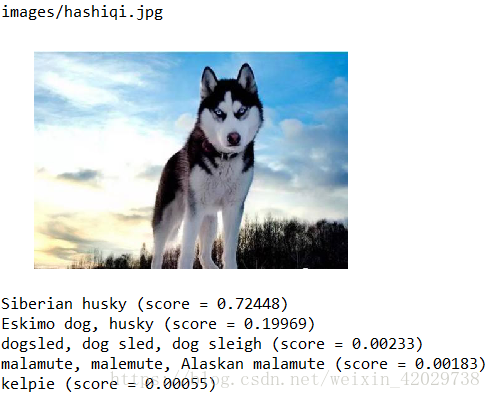 images/hashiqi.jpg
Siberian husky (score = 0.72448)
Eskimo dog, husky (score = 0.19969)
dogsled, dog sled, dog sleigh (score = 0.00233)
malamute, malemute, Alaskan malamute (score = 0.00183)
kelpie (score = 0.00055)
https://blog.csdn.net/weixin_42029738